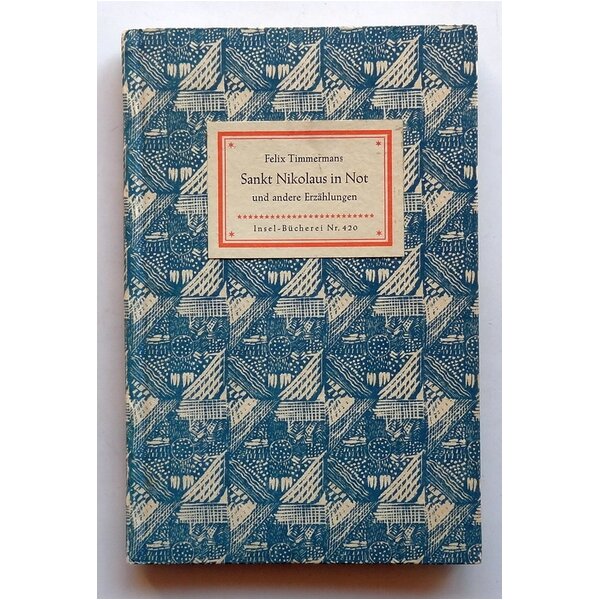 Felix Timmermans
Sankt Nikolaus in Not
und andere Erzählungen
Insel-Bücherei Nr. 420